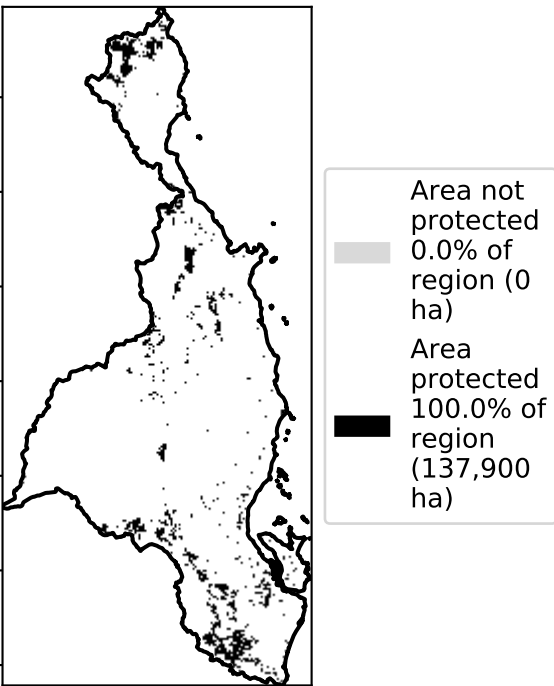 Area not
protected
0.0% of
region (0
ha)
Area
protected
100.0% of
region
(137,900
ha)